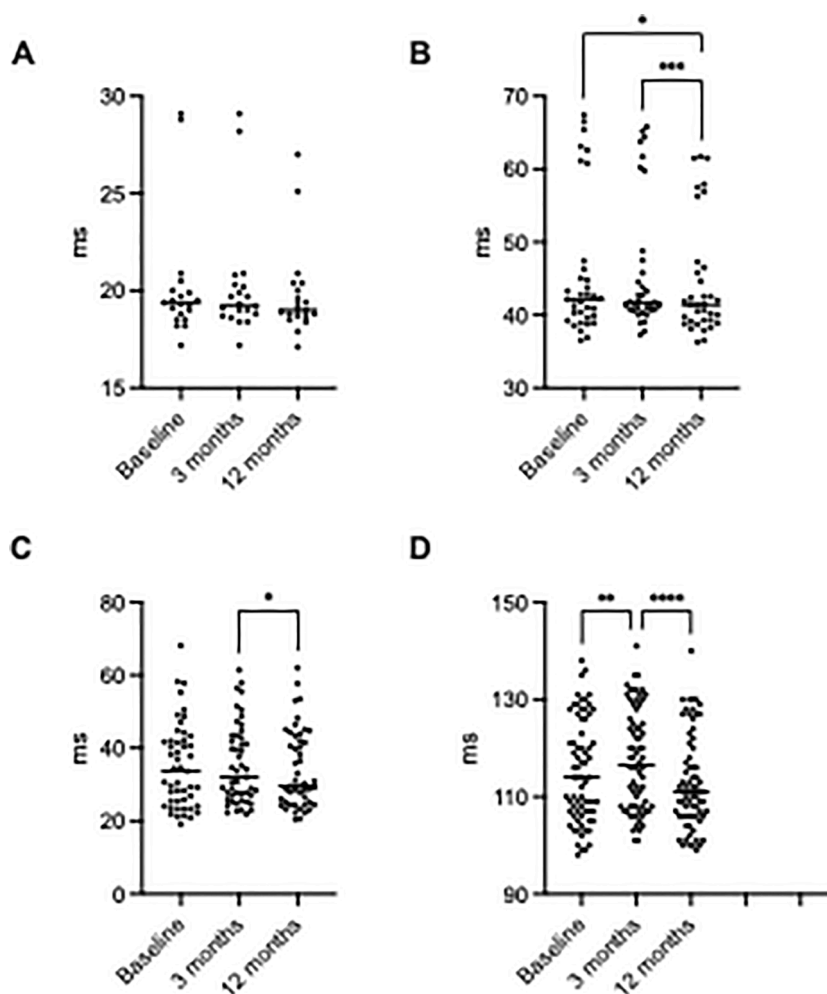 A
30
25
20
15
ms
Baseline
3 months
12 months
B
*
***
70
60
50
40
30
ms
Baseline
3 months
12 months
C
*
80
60
40
20
0
ms
Baseline
3 months
12 months
D
**
****
150
130
110
90
ms
Baseline
3 months
12 months